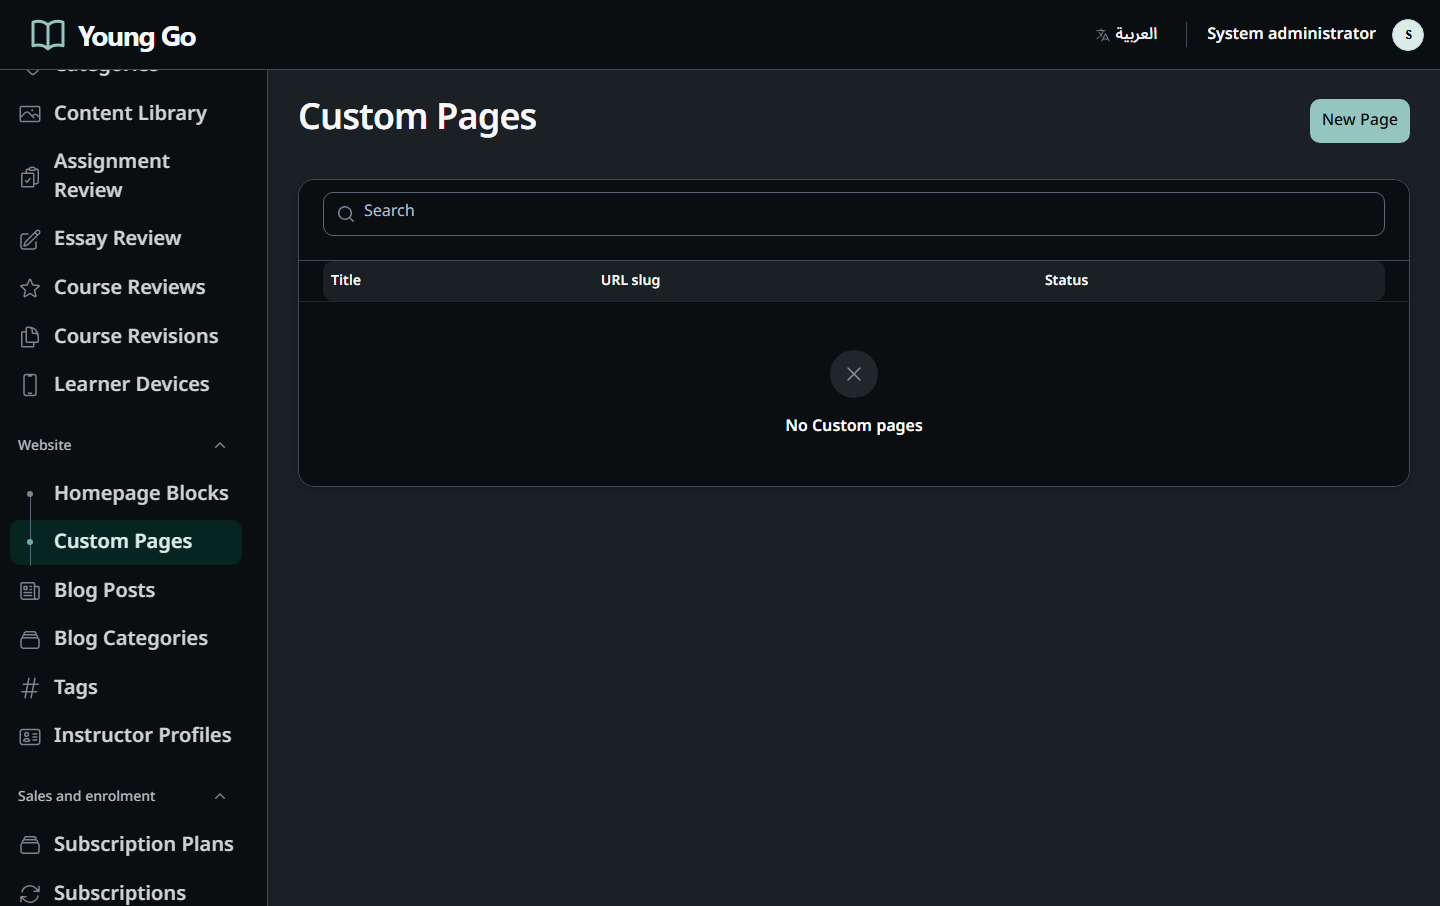 Young Go
العربية
System administrator
S
Categories
Content Library
Assignment
Review
Essay Review
Course Reviews
Course Revisions
Learner Devices
Website
Homepage Blocks
Custom Pages
Blog Posts
Blog Categories
Tags
Instructor Profiles
Sales and enrolment
Subscription Plans
Subscriptions
Custom Pages
New Page
Search
Title
URL slug
Status
No Custom pages